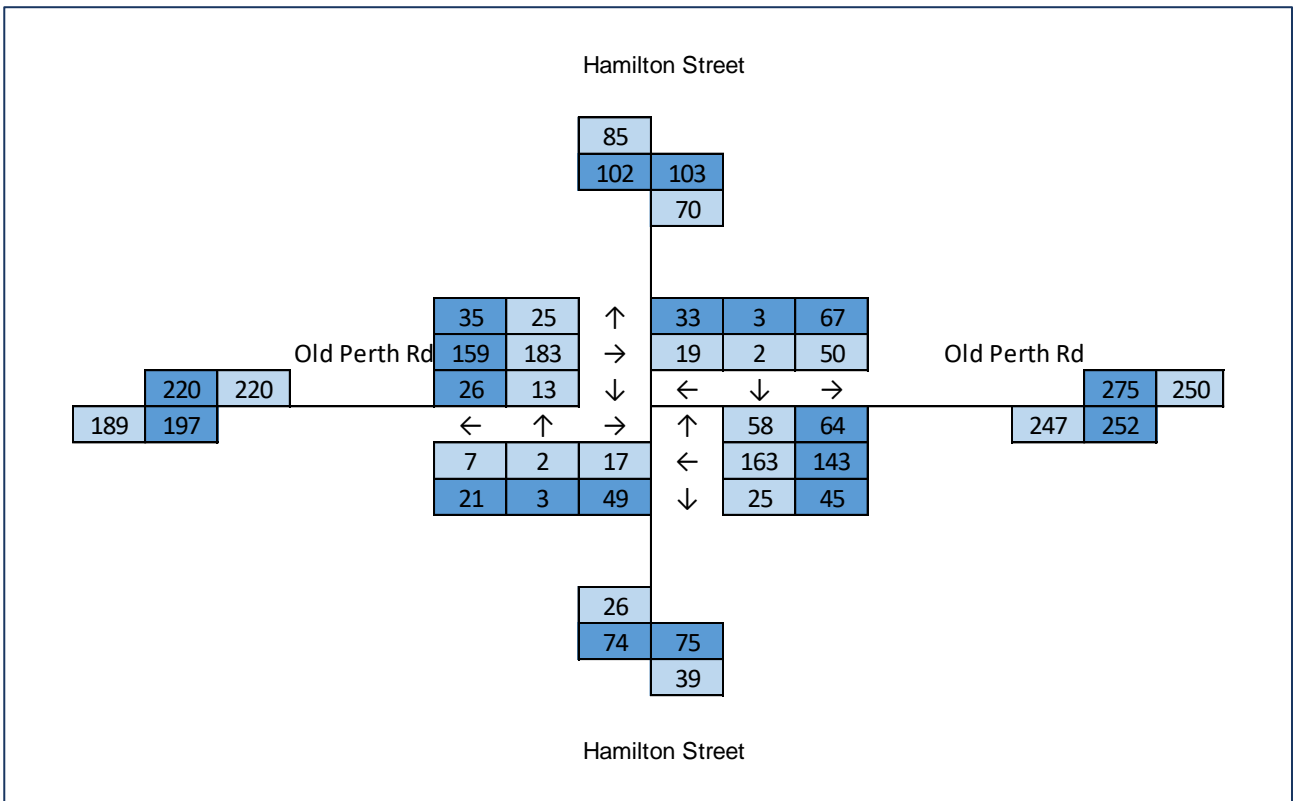 Hamilton Street
85
102 103
70
35 25 ↑ 33 3 67
Old Perth Rd 159 183 → 19 2 50 Old Perth Rd
220 220 26 13 ↓ ← ↓ → 275 250
189 197 ← ↑ → ↑ 58 64 247 252
7 2 17 ← 163 143
21 3 49 ↓ 25 45
26
74 75
39
Hamilton Street